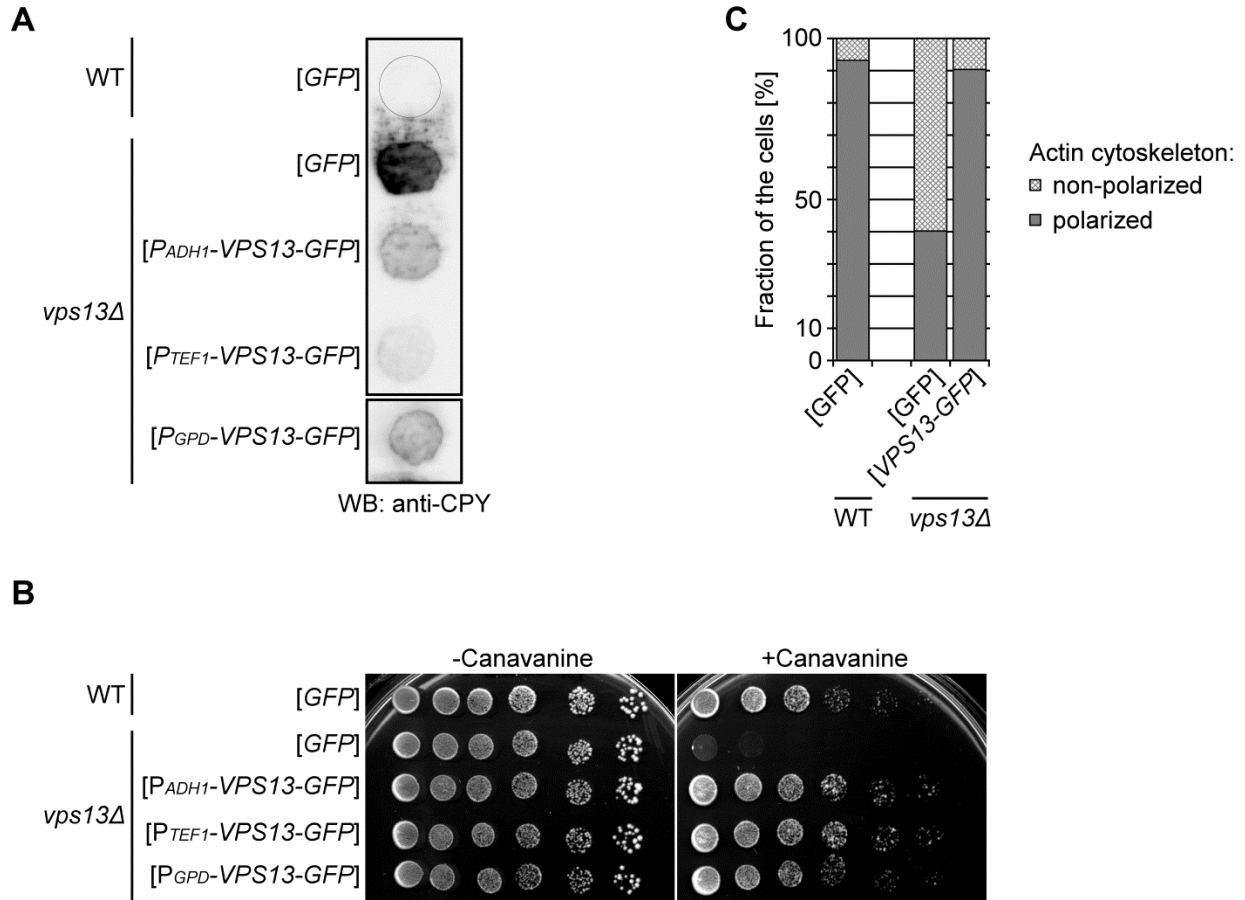 A
WT
[GFP]
[GFP]
[PADH1-VPS13-GFP]
vps13Δ
[PTEF1-VPS13-GFP]
[PGPD-VPS13-GFP]
WB: anti-CPY
C
100
50
10
0
Fraction of the cells [%]
[GFP]
[GFP]
[VPS13-GFP]
WT
vps13Δ
Actin cytoskeleton:
non-polarized
polarized
B
-Canavanine
+Canavanine
WT
[GFP]
[GFP]
[PADH1-VPS13-GFP]
vps13Δ
[PTEF1-VPS13-GFP]
[PGPD-VPS13-GFP]